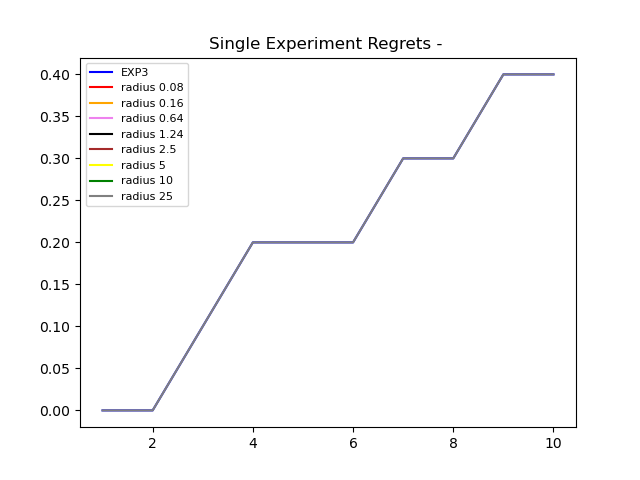 Single Experiment Regrets -
EXP3
radius 0.08
radius 0.16
radius 0.64
radius 1.24
radius 2.5
radius 5
radius 10
radius 25
0.40
0.35
0.30
0.25
0.20
0.15
0.10
0.05
0.00
2
4
6
8
10